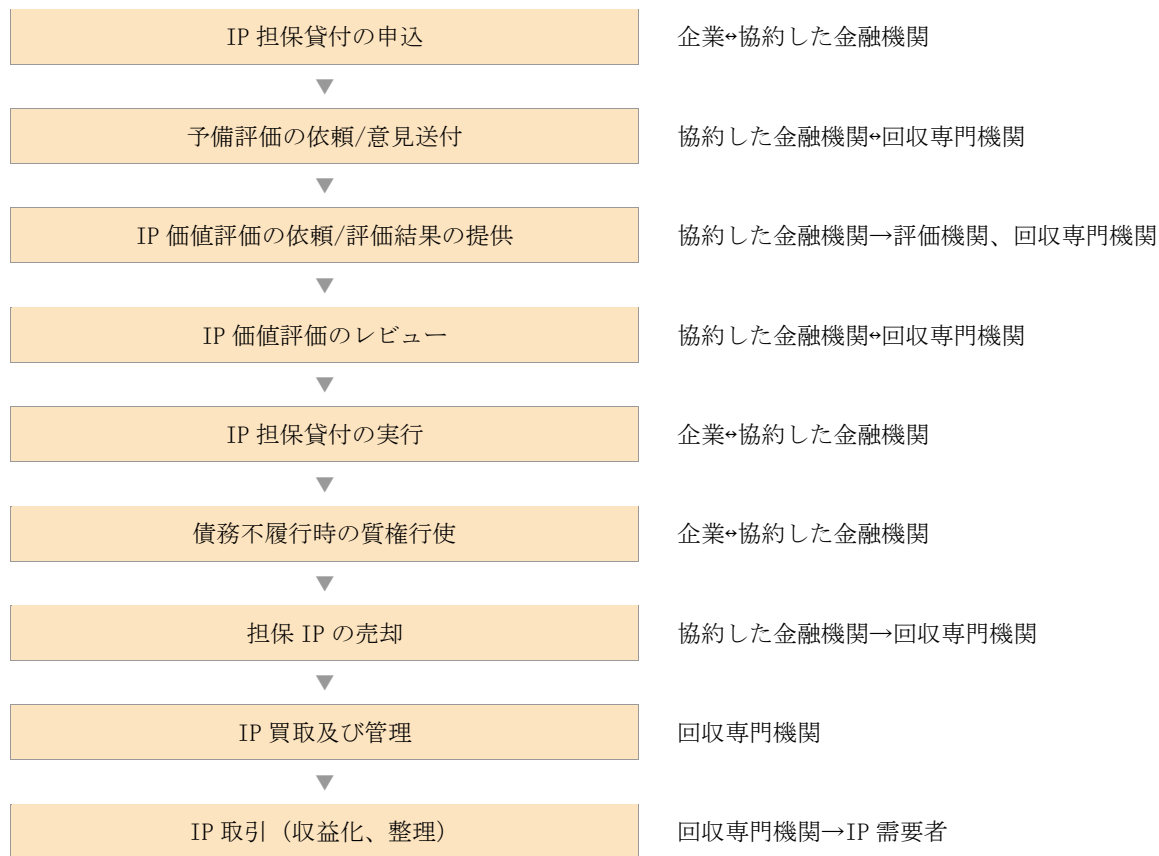 IP 担保貸付の申込 企業↔協約した金融機関
▼
予備評価の依頼/意見送付 協約した金融機関↔回収専門機関
▼
IP 価値評価の依頼/評価結果の提供 協約した金融機関→評価機関、回収専門機関
▼
IP 価値評価のレビュー 協約した金融機関↔回収専門機関
▼
IP 担保貸付の実行 企業↔協約した金融機関
▼
債務不履行時の質権行使 企業↔協約した金融機関
▼
担保 IP の売却 協約した金融機関→回収専門機関
▼
IP 買取及び管理 回収専門機関
▼
IP 取引（収益化、整理） 回収専門機関→IP 需要者